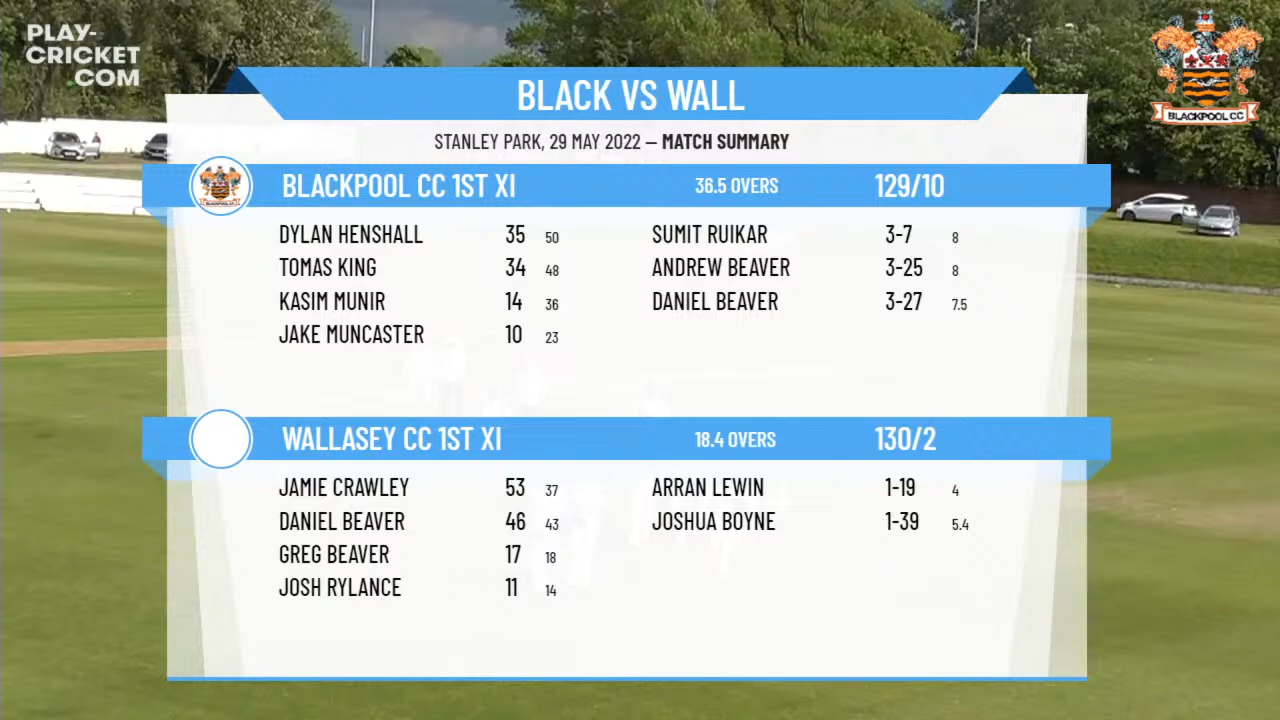 PLAY-
CRICKET
.COM
BLACKPOOL CC
BLACK VS WALL
STANLEY PARK, 29 MAY 2022 – MATCH SUMMARY
BLACKPOOL CC 1ST XI 36.5 OVERS 129/10
DYLAN HENSHALL 35 50 SUMIT RUIKAR 3-7 8
TOMAS KING 34 48 ANDREW BEAVER 3-25 8
KASIM MUNIR 14 36 DANIEL BEAVER 3-27 7.5
JAKE MUNCASTER 10 23
WALLASEY CC 1ST XI 18.4 OVERS 130/2
JAMIE CRAWLEY 53 37 ARRAN LEWIN 1-19 4
DANIEL BEAVER 46 43 JOSHUA BOYNE 1-39 5.4
GREG BEAVER 17 18
JOSH RYLANCE 11 14